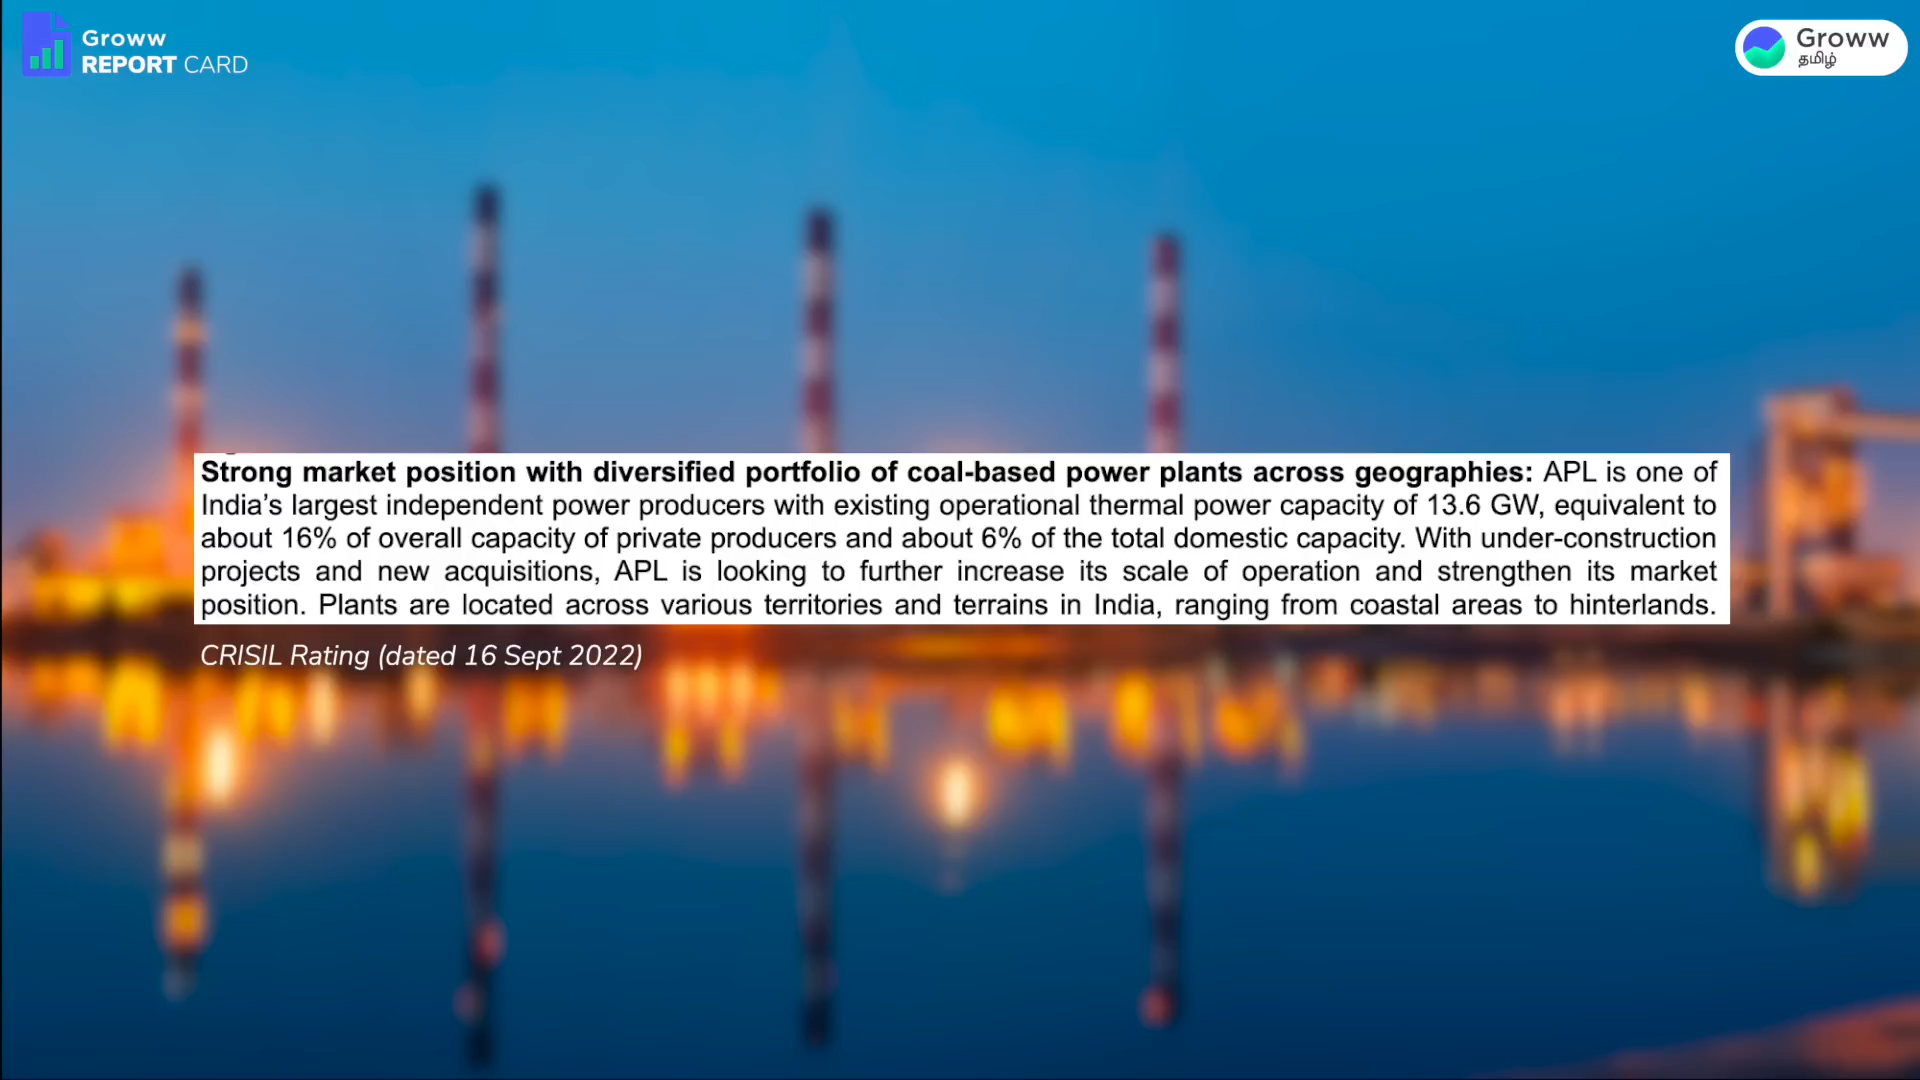 Groww
REPORT CARD
Groww
தமிழ்
Strong market position with diversified portfolio of coal-based power plants across geographies: APL is one of
India’s largest independent power producers with existing operational thermal power capacity of 13.6 GW, equivalent to
about 16% of overall capacity of private producers and about 6% of the total domestic capacity. With under-construction
projects and new acquisitions, APL is looking to further increase its scale of operation and strengthen its market
position. Plants are located across various territories and terrains in India, ranging from coastal areas to hinterlands.
CRISIL Rating (dated 16 Sept 2022)